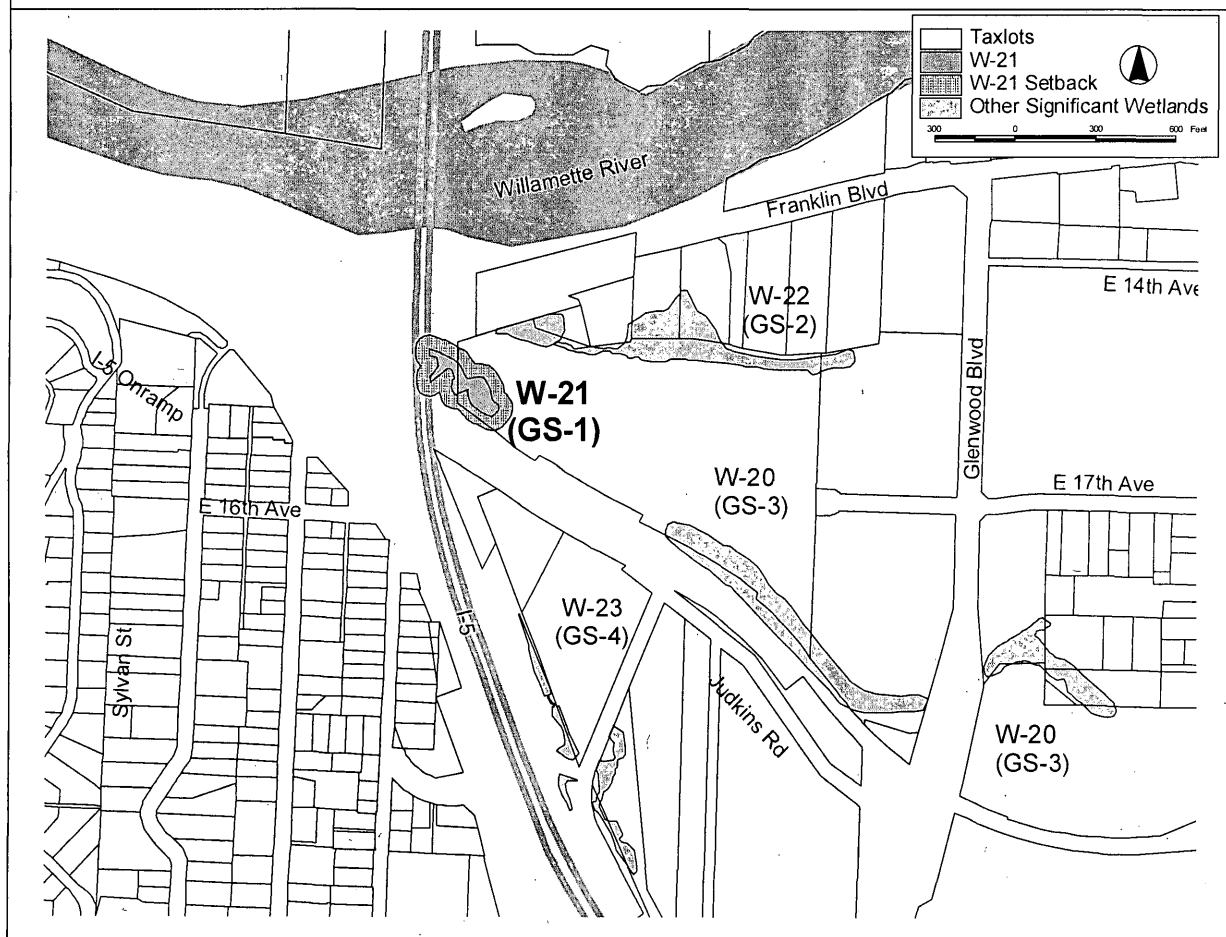 Taxlots
W-21
W-21 Setback
Other Significant Wetlands
300 0 300 600 Feet
Willamette River
Franklin Blvd
E 14th Ave
W-22
(GS-2)
I-5 Onramp
W-21
(GS-1)
Glenwood Blvd
W-20
(GS-3)
E 17th Ave
E 16th Ave
W-23
(GS-4)
I-5
Sylvan St
Judkins Rd
W-20
(GS-3)